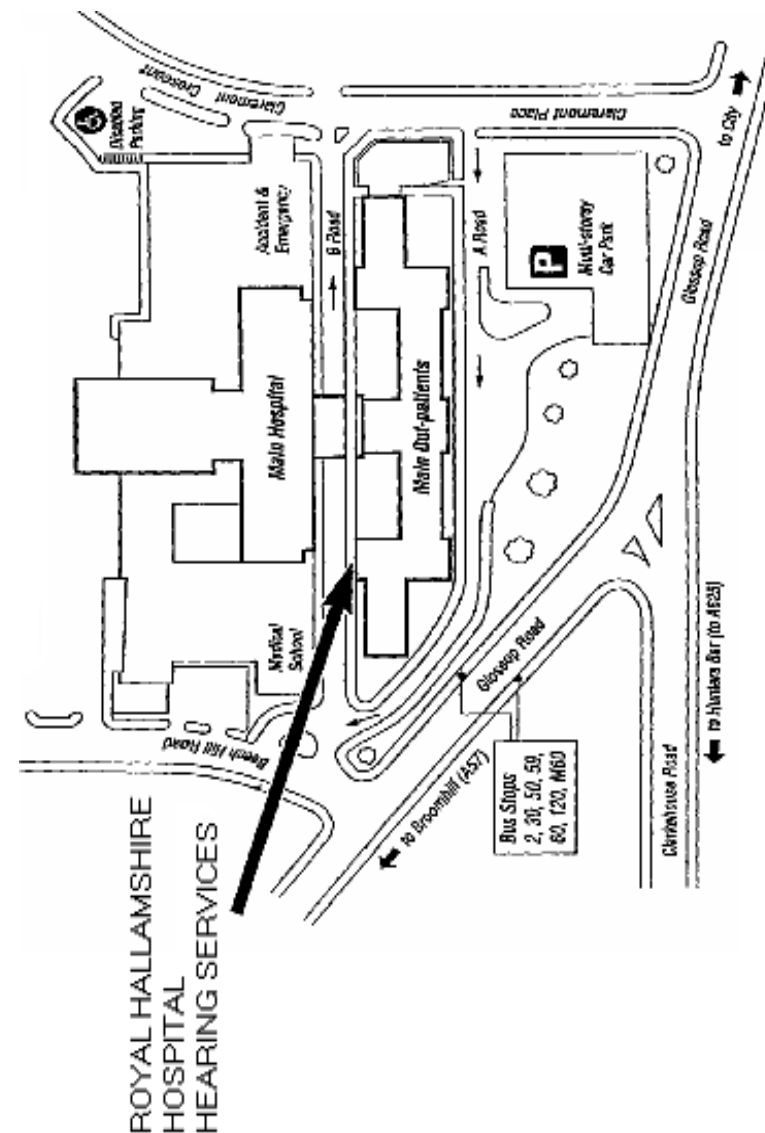 ROYAL HALLAMSHIRE
HOSPITAL
HEARING SERVICES
Beech Hill Road
Medical
School
Main Hospital
Accident &
Emergency
Disabled
Parking
Claremont Crescent
B Road
Main Out-patients
A Road
Claremont Place
P
Multi-storey
Car Park
to City
Glossop Road
Glossop Road
to Broomhill (A57)
Bus Stops
2, 30, 50, 59,
60, 120, M60
Clarkehouse Road
to Hunters Bar (to A625)